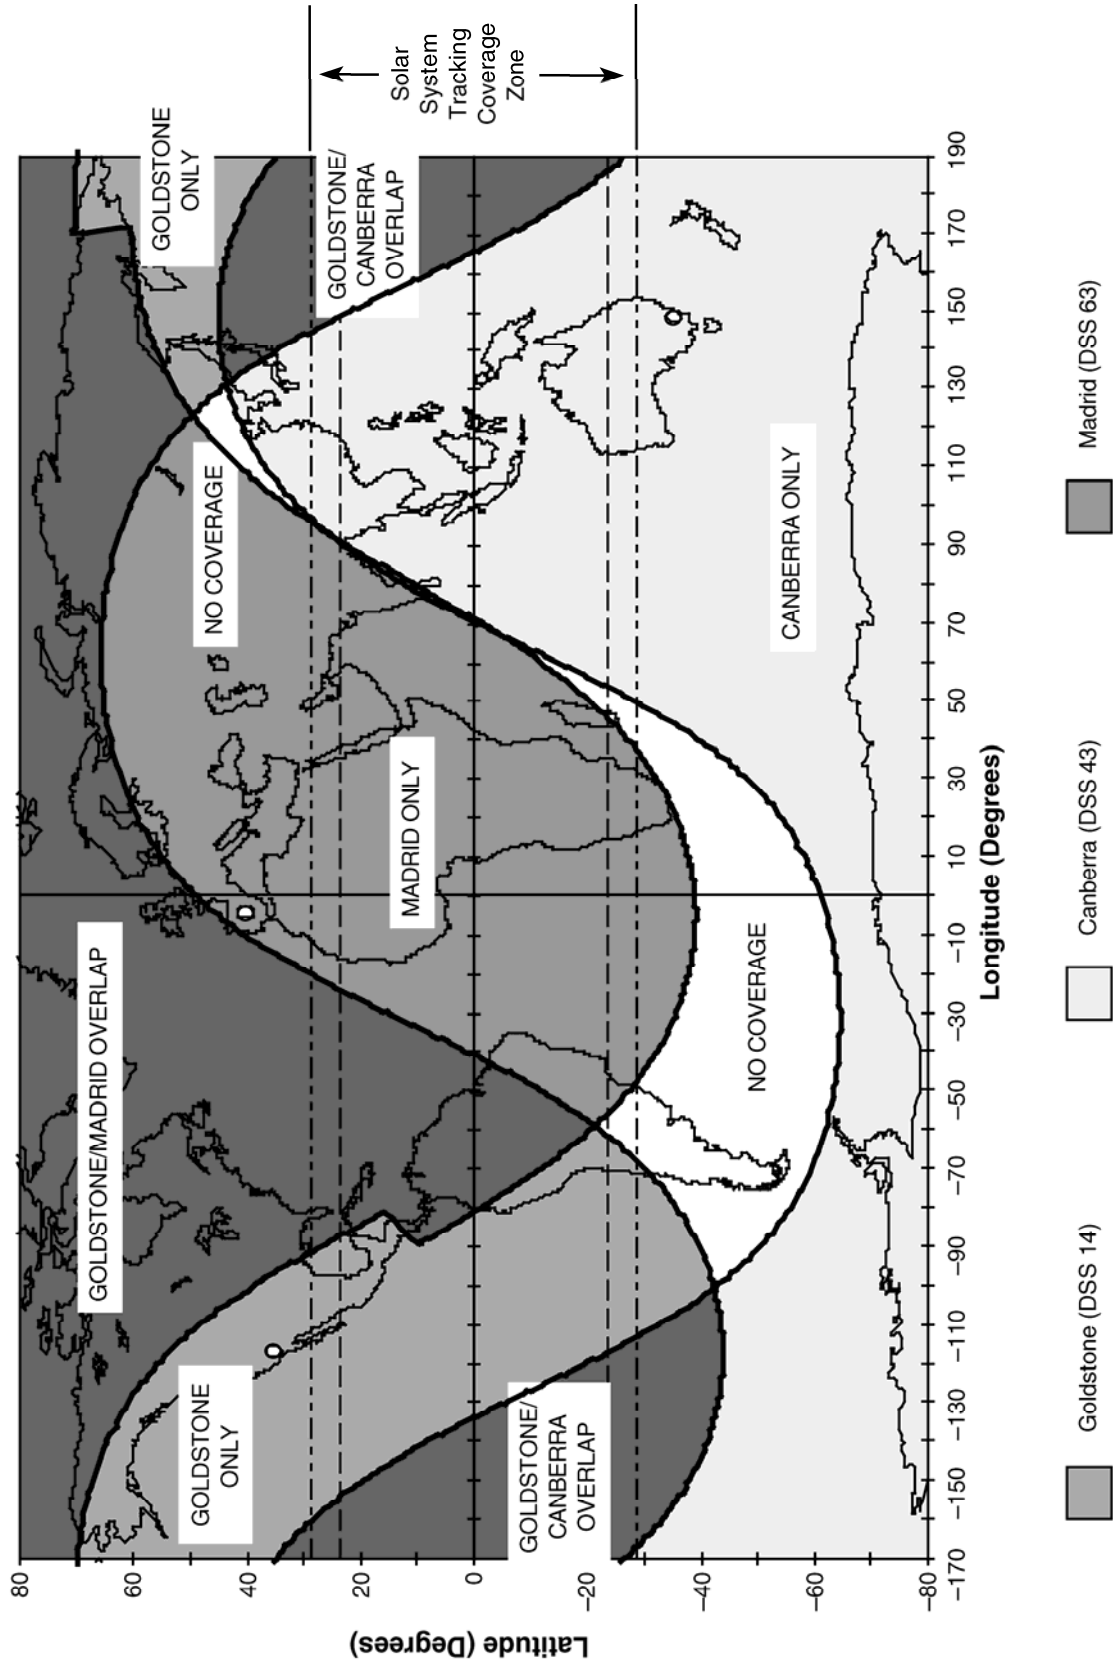 Solar
System
Tracking
Coverage
Zone
GOLDSTONE
ONLY
GOLDSTONE/
CANBERRA
OVERLAP
NO COVERAGE
CANBERRA ONLY
MADRID ONLY
GOLDSTONE/MADRID OVERLAP
NO COVERAGE
GOLDSTONE
ONLY
GOLDSTONE/
CANBERRA
OVERLAP
80
60
40
20
0
–20
–40
–60
–80
Latitude (Degrees)
–170
–150
–130
–110
–90
–70
–50
–30
–10
10
30
50
70
90
110
130
150
170
190
Longitude (Degrees)
Goldstone (DSS 14)
Canberra (DSS 43)
Madrid (DSS 63)